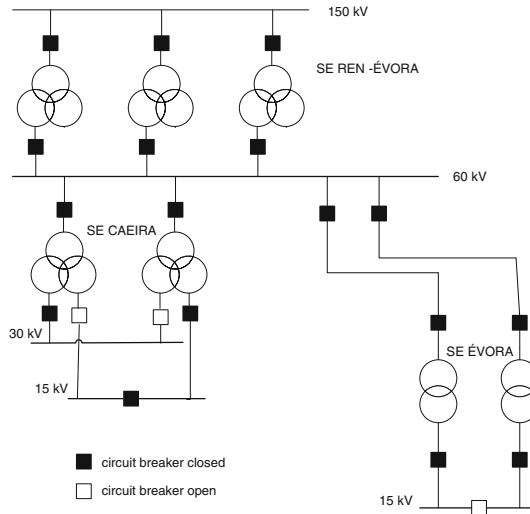 150 kV
SE REN -ÉVORA
60 kV
SE CAEIRA
30 kV
SE ÉVORA
15 kV
circuit breaker closed
circuit breaker open
15 kV